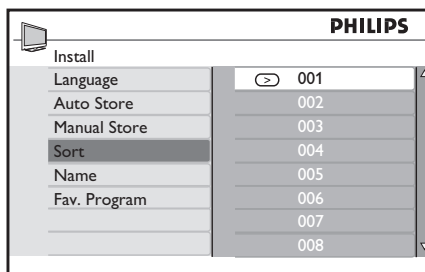 PHILIPS
Install
Language
Auto Store
Manual Store
Sort
Name
Fav. Program
001
002
003
004
005
006
007
008